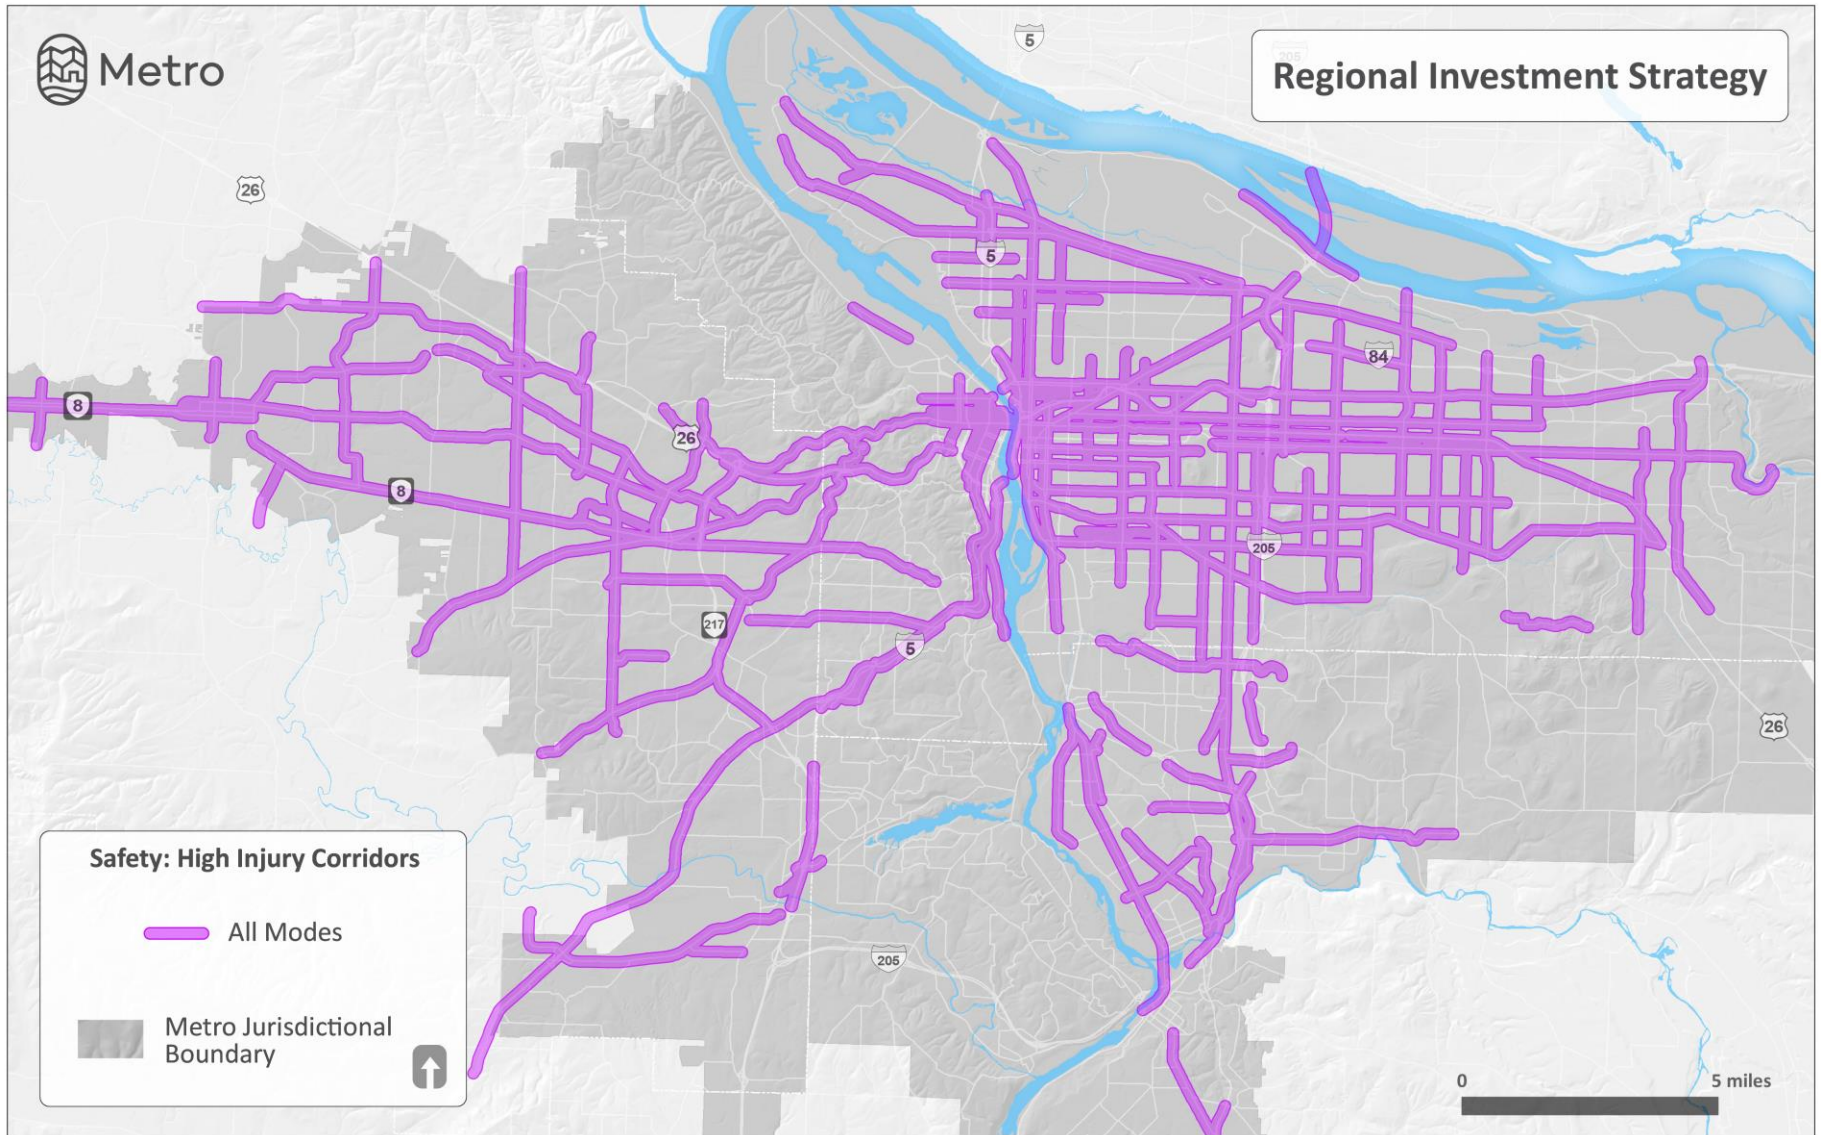 Metro
Regional Investment Strategy
5
205
26
5
84
8
26
8
205
217
5
26
Safety: High Injury Corridors
All Modes
Metro Jurisdictional
Boundary
205
0 5 miles